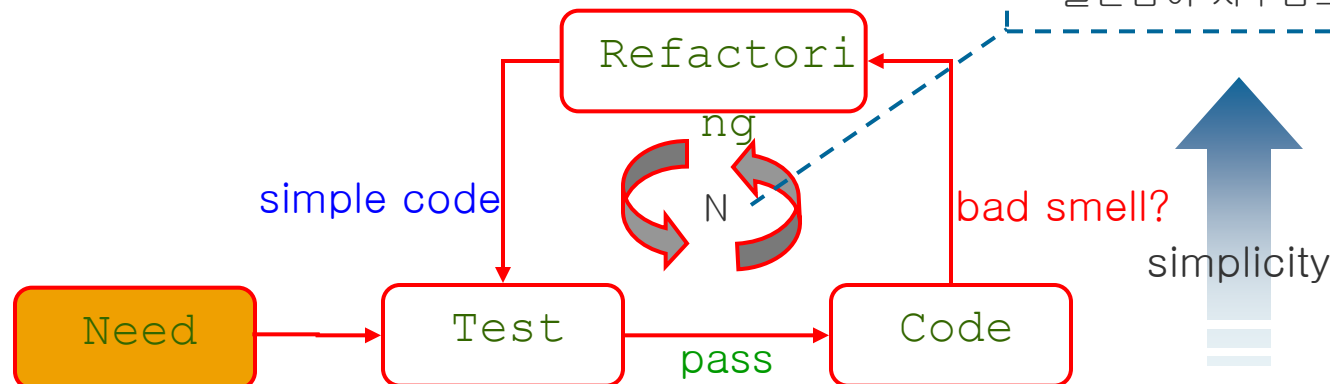 Refactori
ng
simple code
N
bad smell?
simplicity
Need
Test
Code
pass